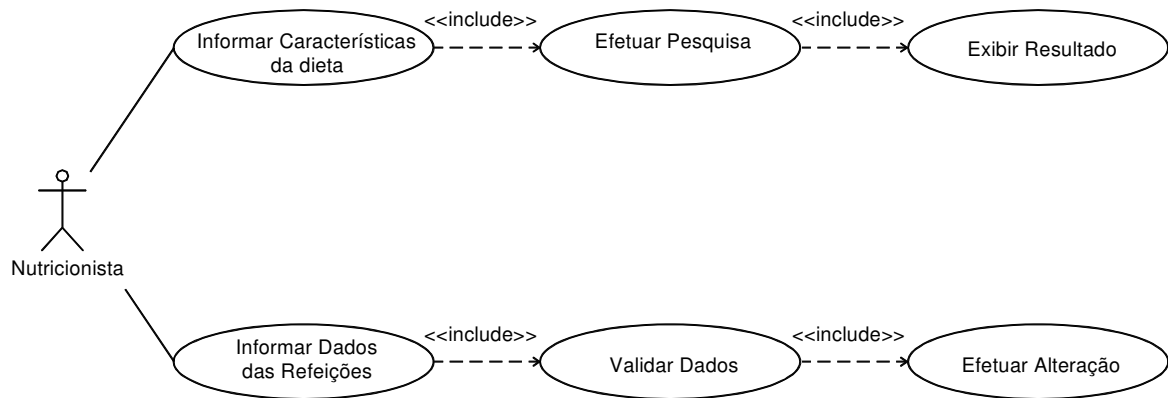 <<include>>
<<include>>
Informar Características
da dieta
Efetuar Pesquisa
Exibir Resultado
Nutricionista
<<include>>
<<include>>
Informar Dados
das Refeições
Validar Dados
Efetuar Alteração